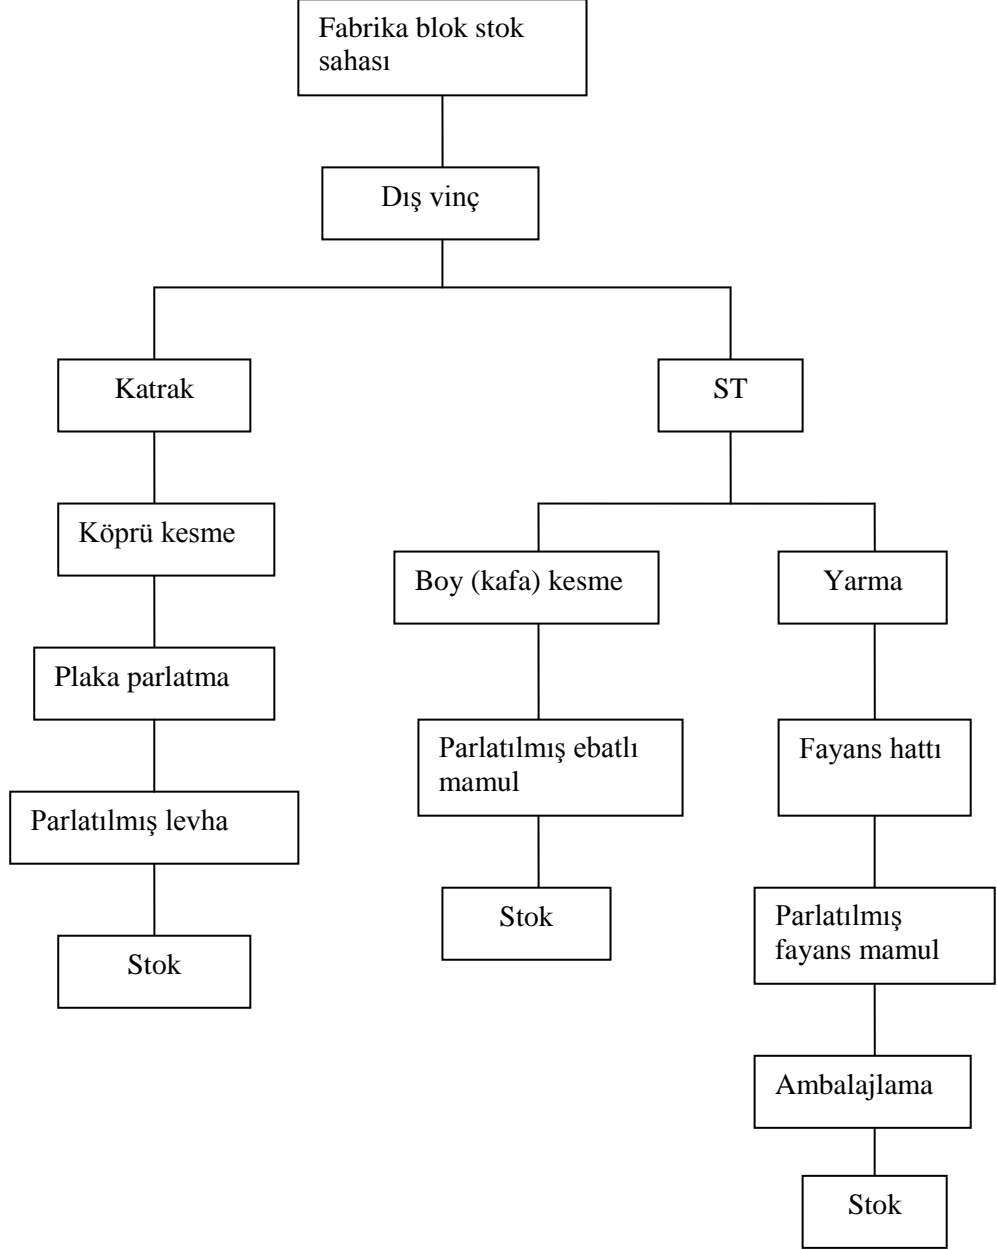 Fabrika blok stok
sahası
Dış vinç
Katrak
ST
Köprü kesme
Boy (kafa) kesme
Yarma
Plaka parlatma
Parlatılmış ebatlı
mamul
Fayans hattı
Parlatılmış levha
Stok
Parlatılmış
fayans mamul
Stok
Ambalajlama
Stok